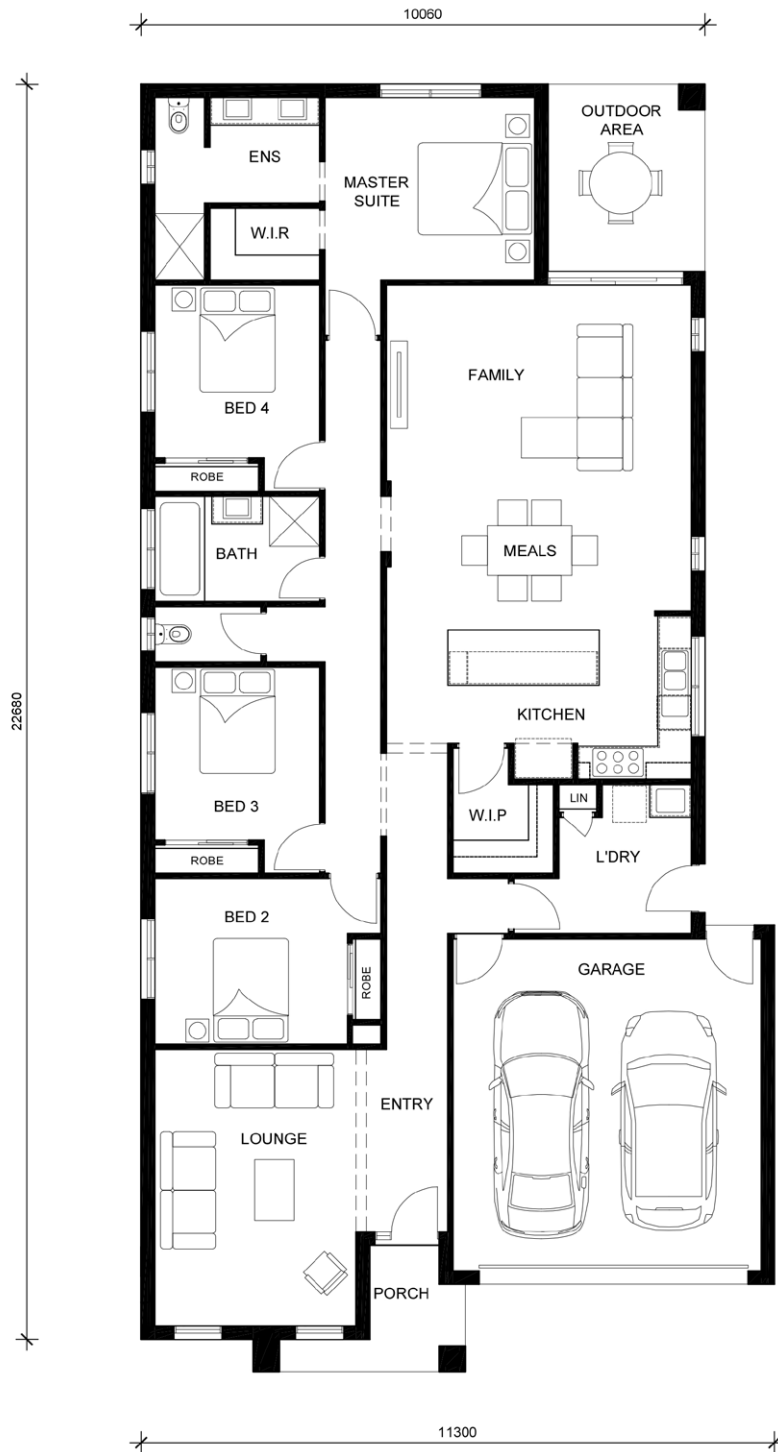 10060
OUTDOOR
AREA
ENS
MASTER
SUITE
W.I.R
FAMILY
BED 4
ROBE
BATH
MEALS
22680
KITCHEN
BED 3
W.I.P
LIN
ROBE
L'DRY
BED 2
ROBE
GARAGE
ENTRY
LOUNGE
PORCH
11300